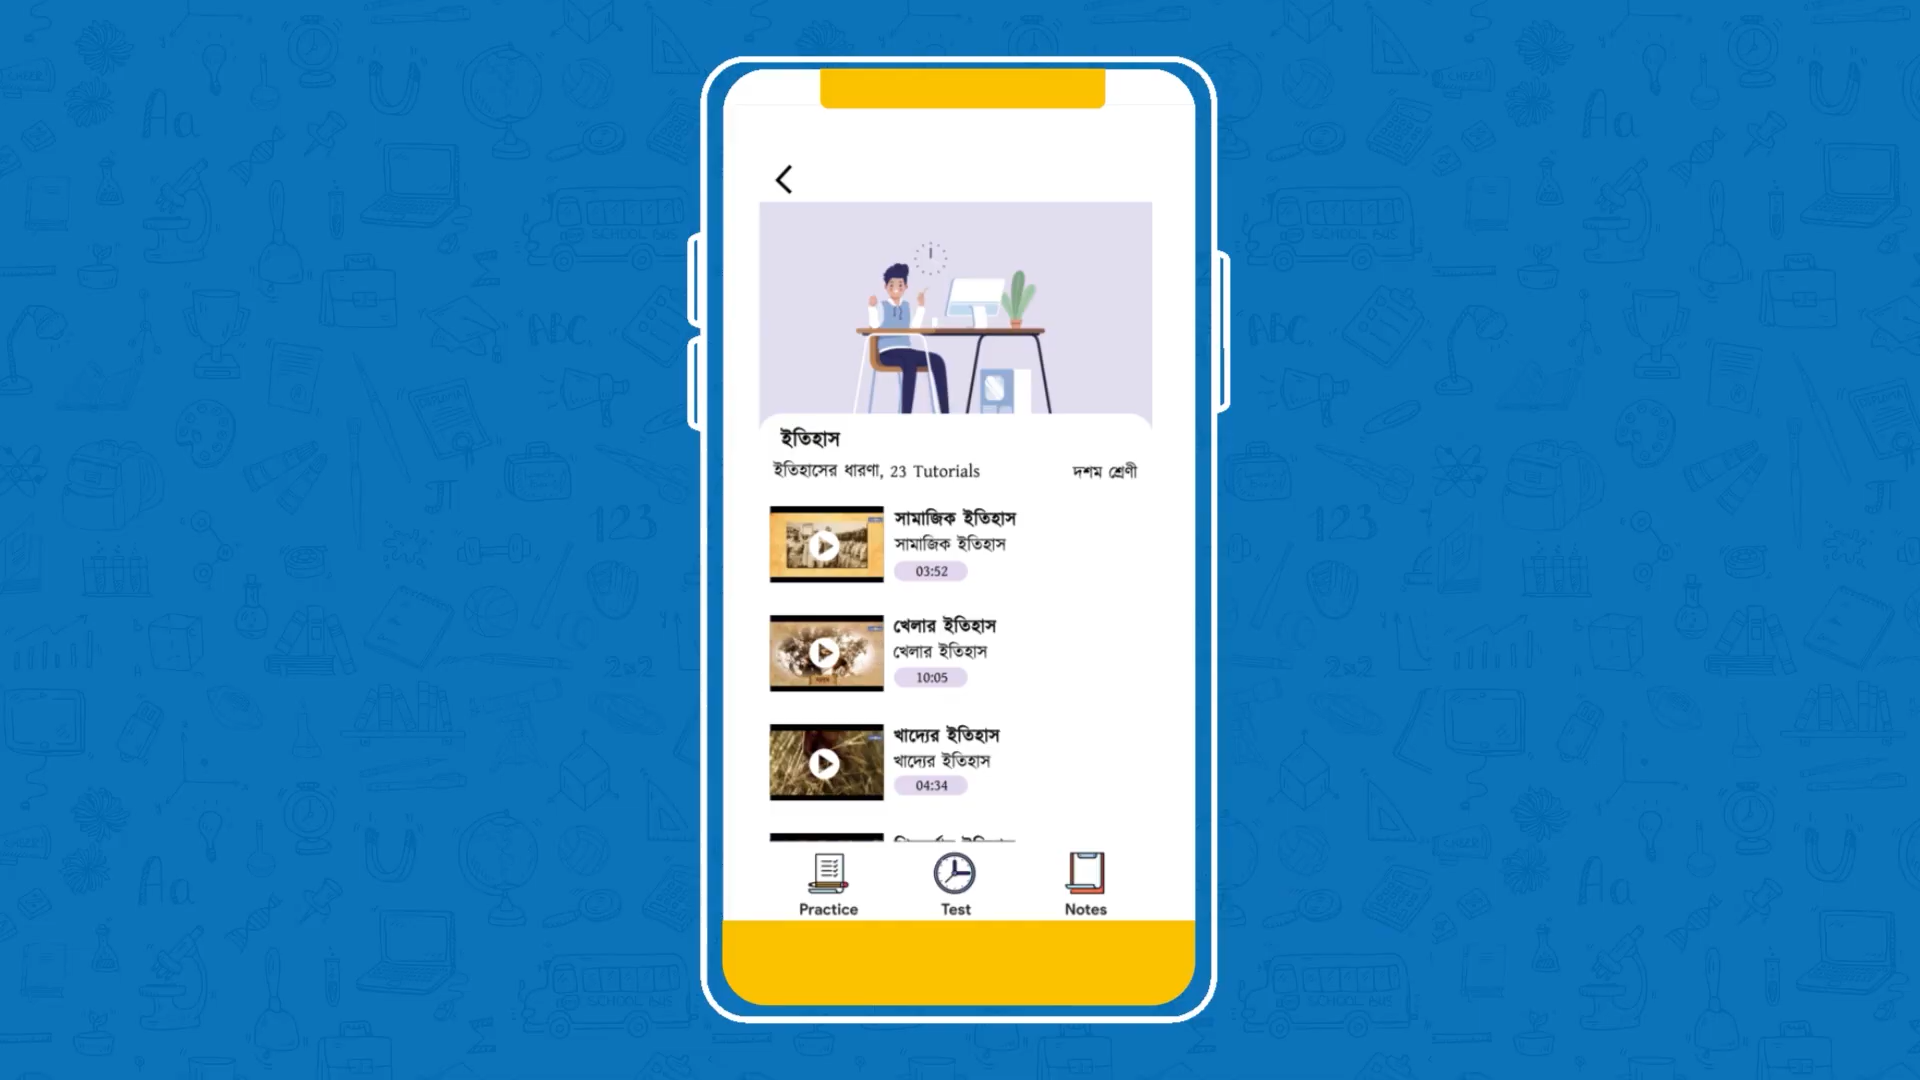 ইতিহাস
ইতিহাসের ধারণা, 23 Tutorials
দশম শ্রেণী
সামাজিক ইতিহাস
সামাজিক ইতিহাস
03:52
খেলার ইতিহাস
খেলার ইতিহাস
10:05
খাদ্যের ইতিহাস
খাদ্যের ইতিহাস
04:34
Practice
Test
Notes